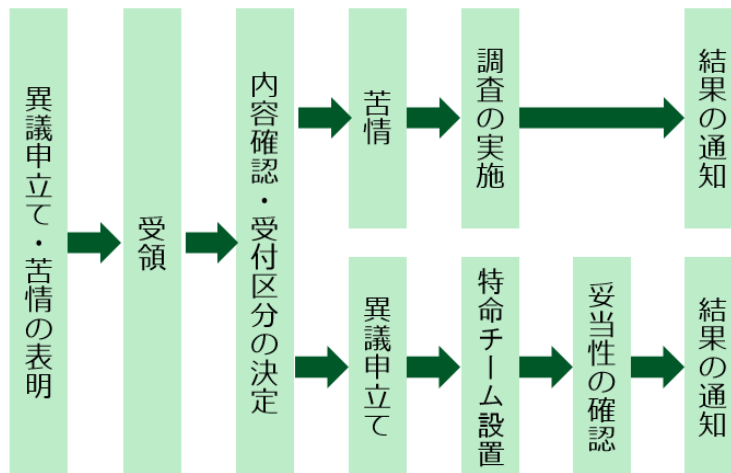 異議申立て・苦情の表明
受領
内容確認・受付区分の決定
苦情
調査の実施
結果の通知
異議申立て
特命チーム設置
妥当性の確認
結果の通知